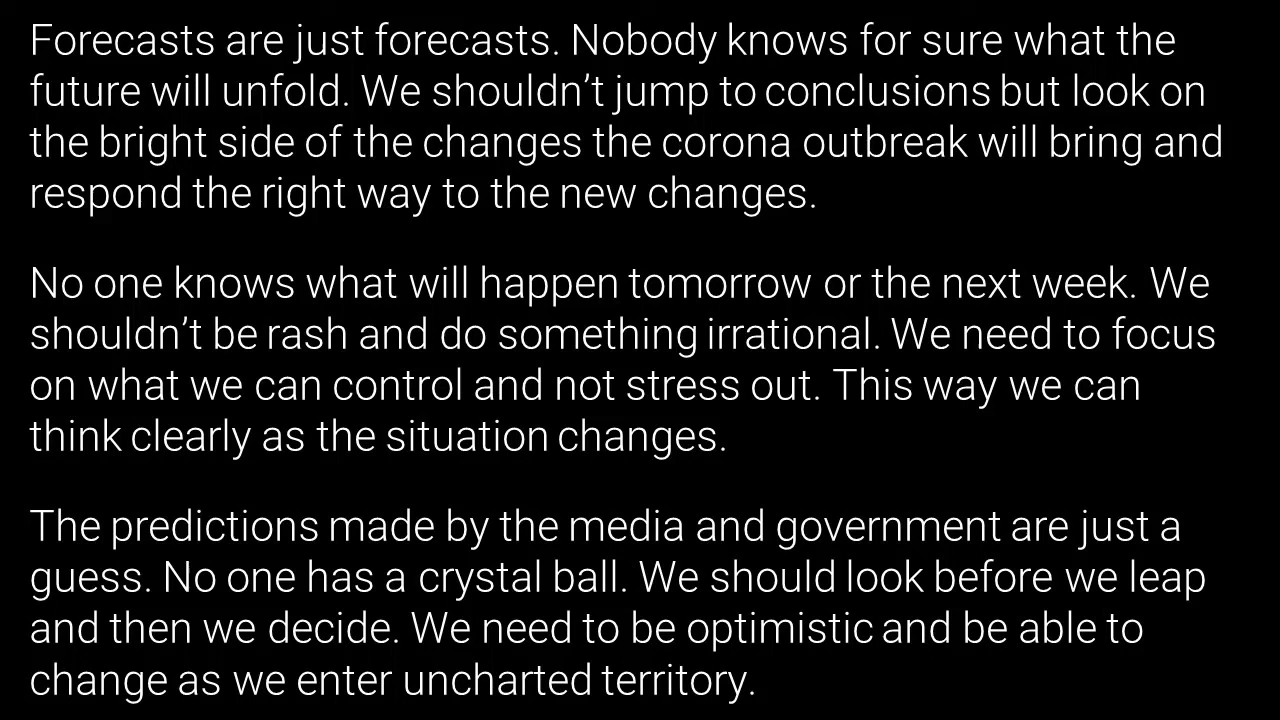 Forecasts are just forecasts. Nobody knows for sure what the
future will unfold. We shouldn’t jump to conclusions but look on
the bright side of the changes the corona outbreak will bring and
respond the right way to the new changes.
No one knows what will happen tomorrow or the next week. We
shouldn’t be rash and do something irrational. We need to focus
on what we can control and not stress out. This way we can
think clearly as the situation changes.
The predictions made by the media and government are just a
guess. No one has a crystal ball. We should look before we leap
and then we decide. We need to be optimistic and be able to
change as we enter uncharted territory.